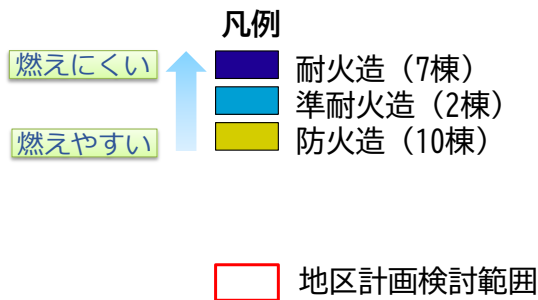 凡例
燃えにくい
耐火造（7棟）
準耐火造（2棟）
燃えやすい
防火造（10棟）
地区計画検討範囲